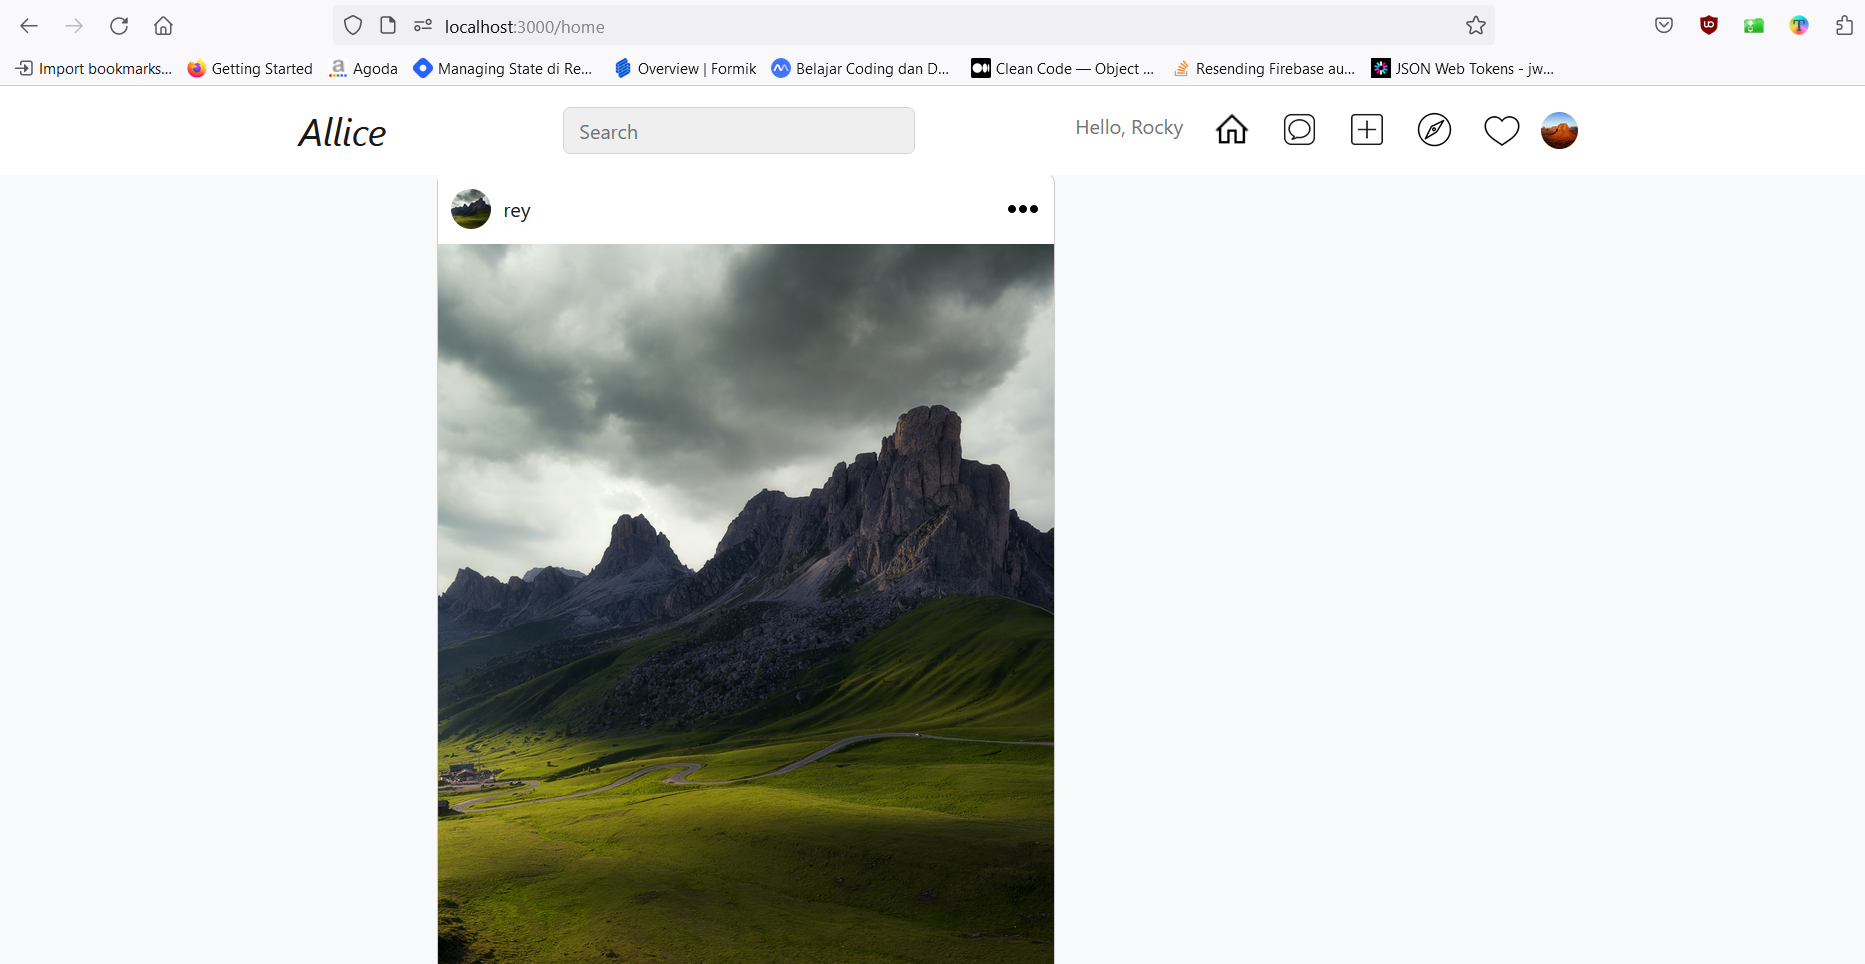 localhost:3000/home
Import bookmarks... Getting Started Agoda Managing State di Re... Overview | Formik Belajar Coding dan D... Clean Code — Object ... Resending Firebase au... JSON Web Tokens - jw...
Allice Search Hello, Rocky
rey